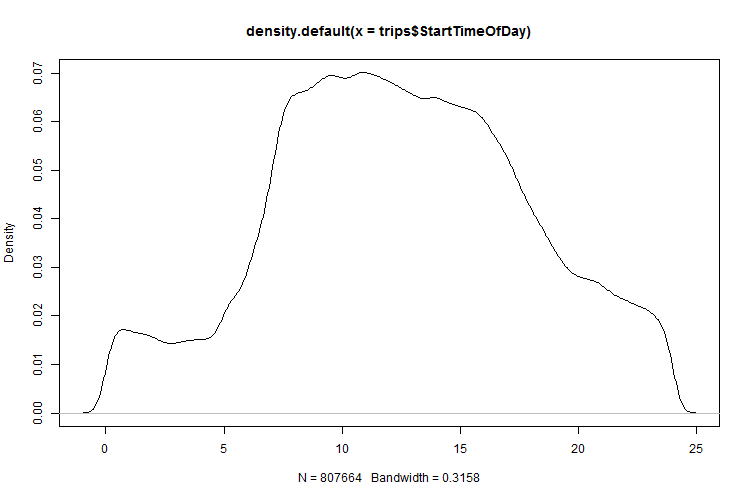 density.default(x = trips$StartTimeOfDay)
0.07
0.06
0.05
0.04
0.03
0.02
0.01
0.00
Density
0 5 10 15 20 25
N = 807664 Bandwidth = 0.3158